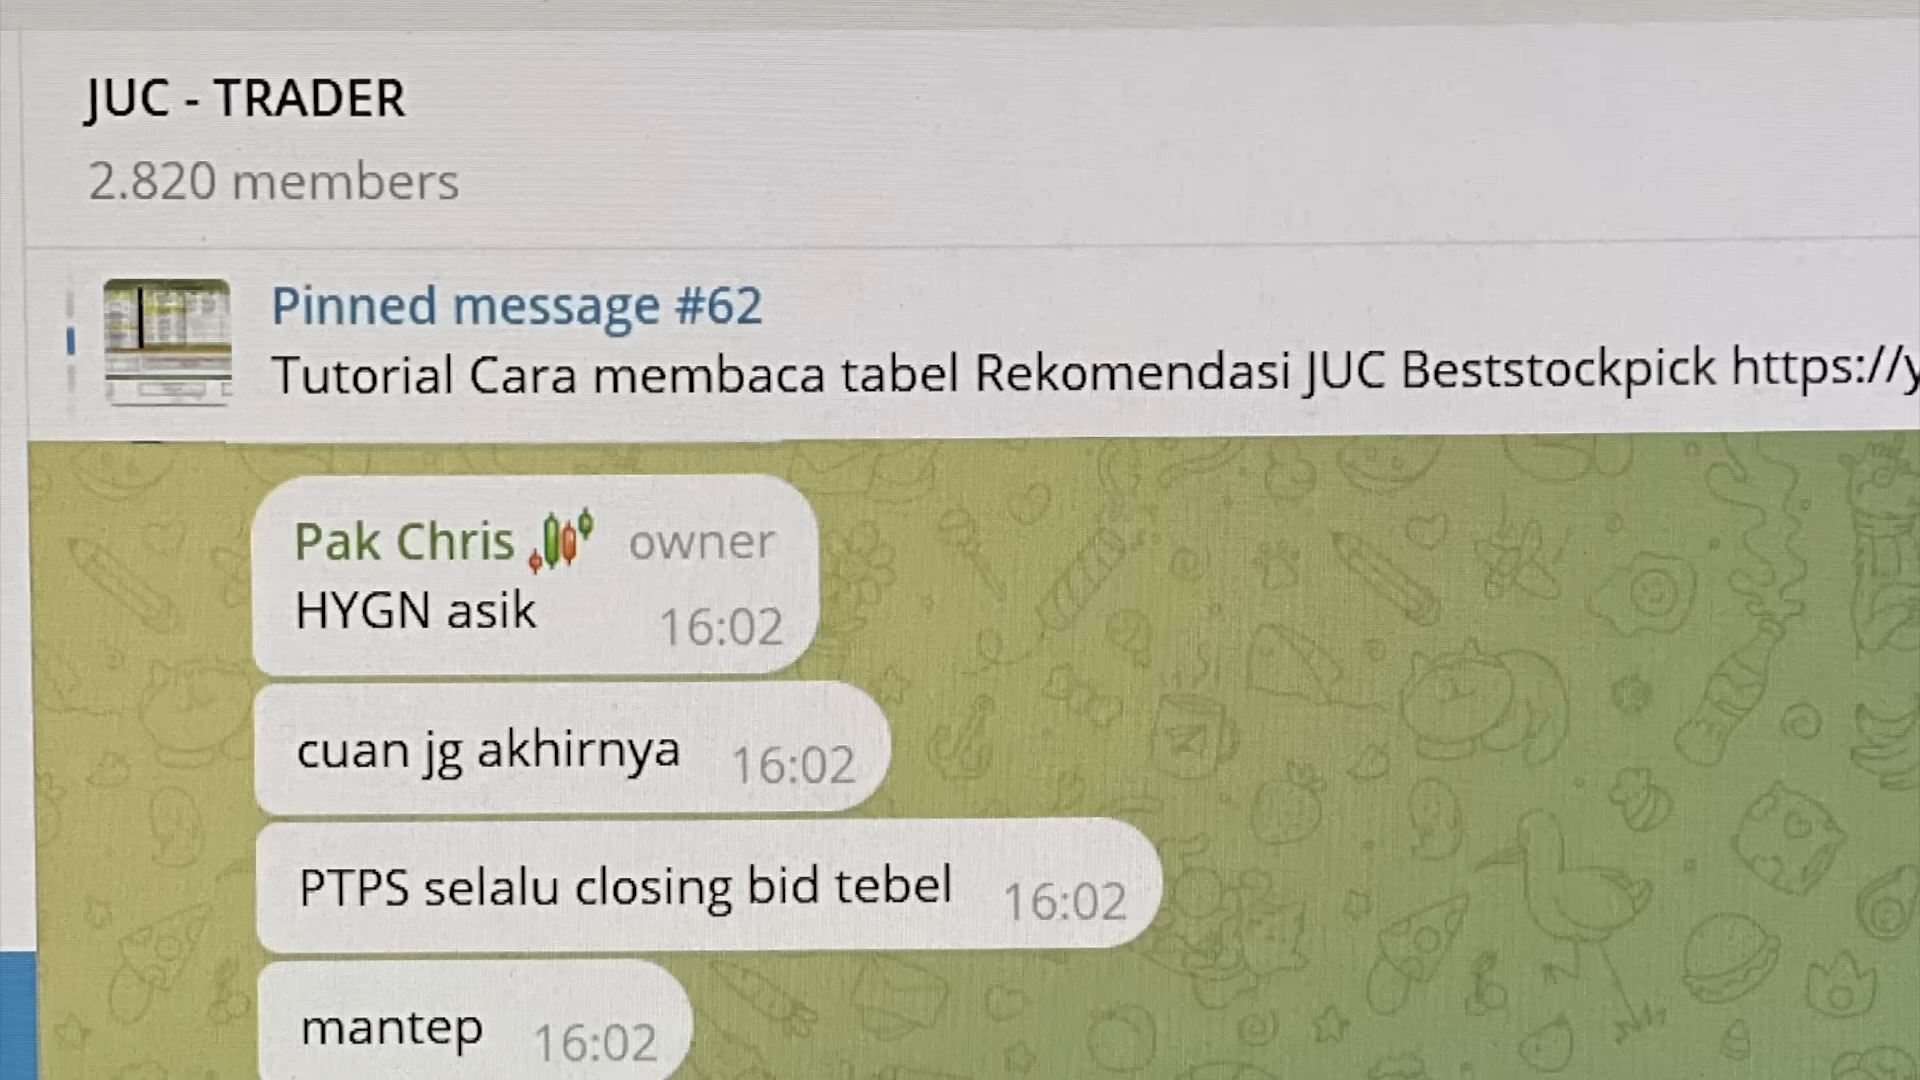 JUC - TRADER
2.820 members
Pinned message #62
Tutorial Cara membaca tabel Rekomendasi JUC Beststockpick https://y
Pak Chris owner
HYGN asik 16:02
cuan jg akhirnya 16:02
PTPS selalu closing bid tebel 16:02
mantep 16:02